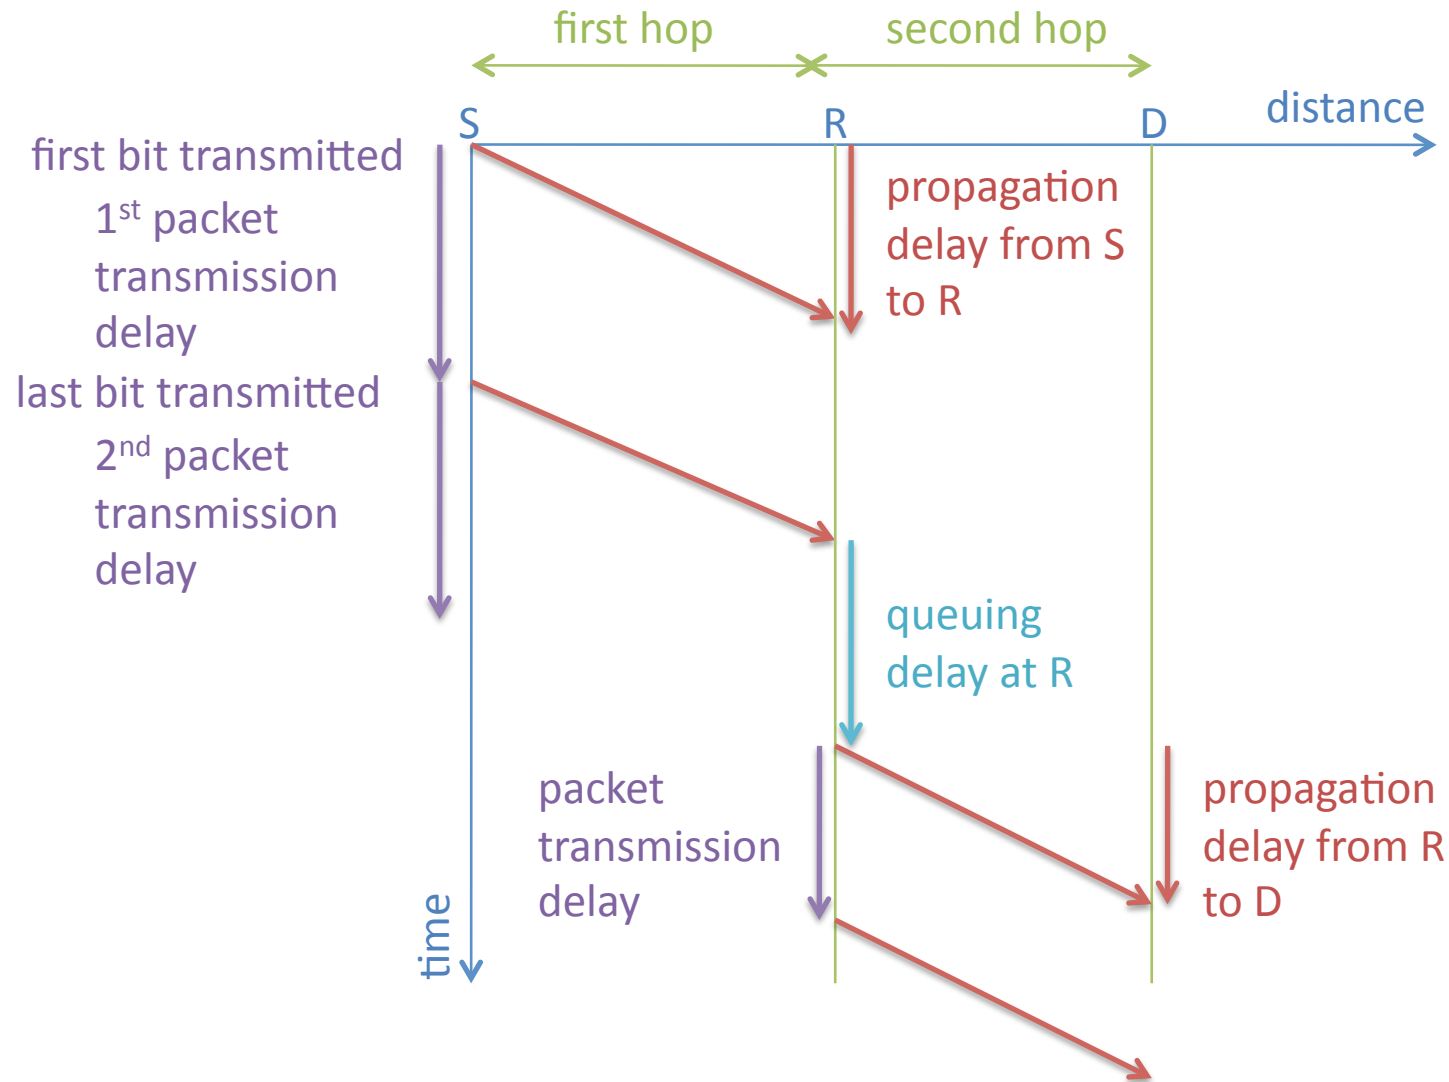 first hop
second hop
S
R
D
distance
first bit transmitted
1st packet
transmission
delay
last bit transmitted
2nd packet
transmission
delay
propagation
delay from S
to R
queuing
delay at R
packet
transmission
delay
propagation
delay from R
to D
time